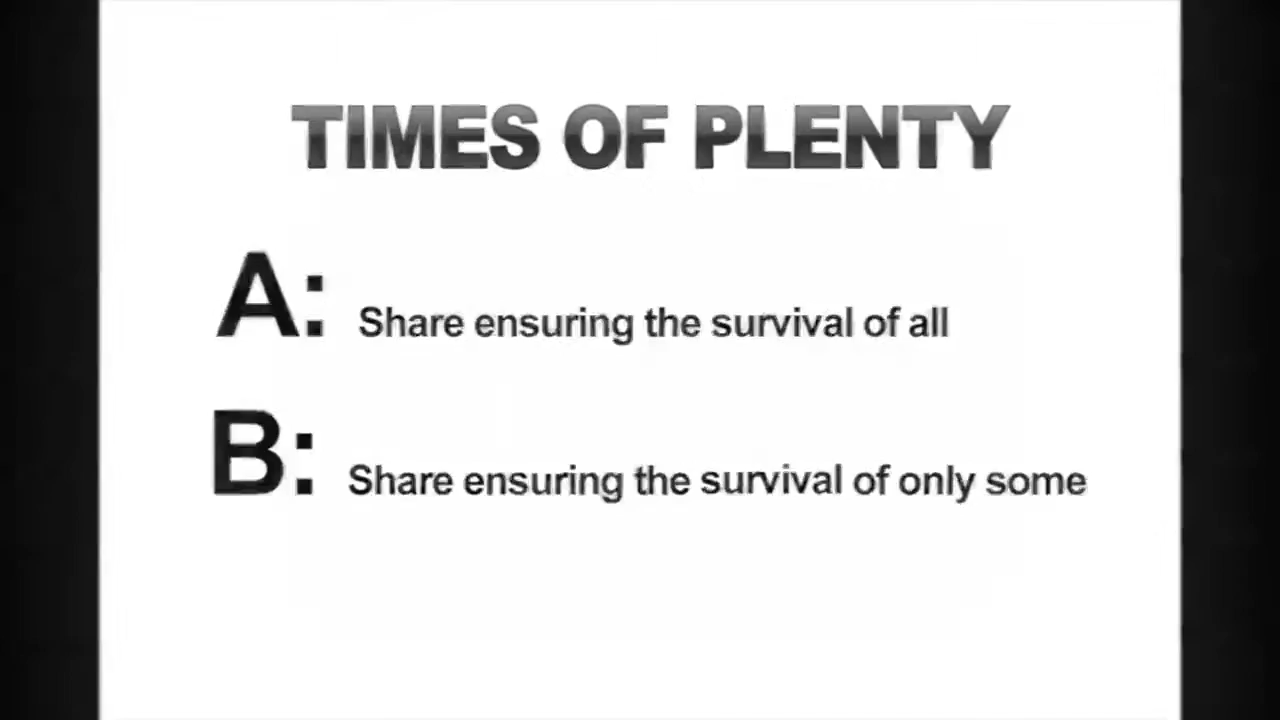 TIMES OF PLENTY
A: Share ensuring the survival of all
B: Share ensuring the survival of only some